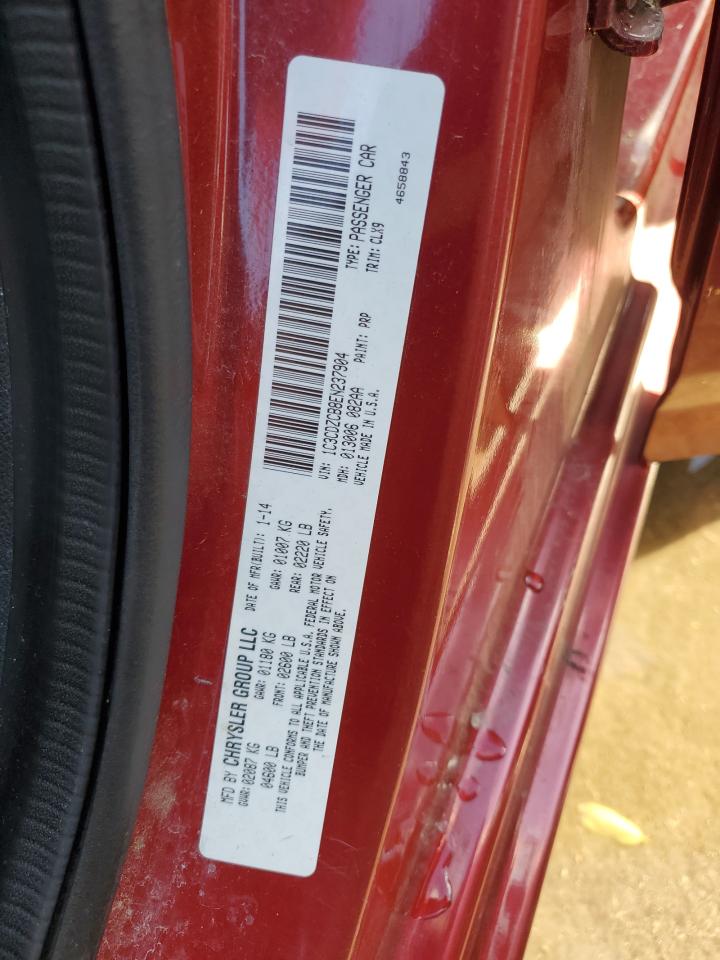 MFD BY CHRYSLER GROUP LLC DATE OF MFR(BUILT): 1-14
GVWR: 02087 KG GAWR: 01180 KG GAWR: 01007 KG
04600 LB FRONT: 02600 LB REAR: 02220 LB
THIS VEHICLE CONFORMS TO ALL APPLICABLE U.S.A. FEDERAL MOTOR VEHICLE SAFETY,
BUMPER AND THEFT PREVENTION STANDARDS IN EFFECT ON
THE DATE OF MANUFACTURE SHOWN ABOVE.
VIN: 1C3CDZCB8EN237904 TYPE: PASSENGER CAR
MDH: 013006 082AA PAINT: PRP TRIM: CLX9
VEHICLE MADE IN U.S.A.
4658843